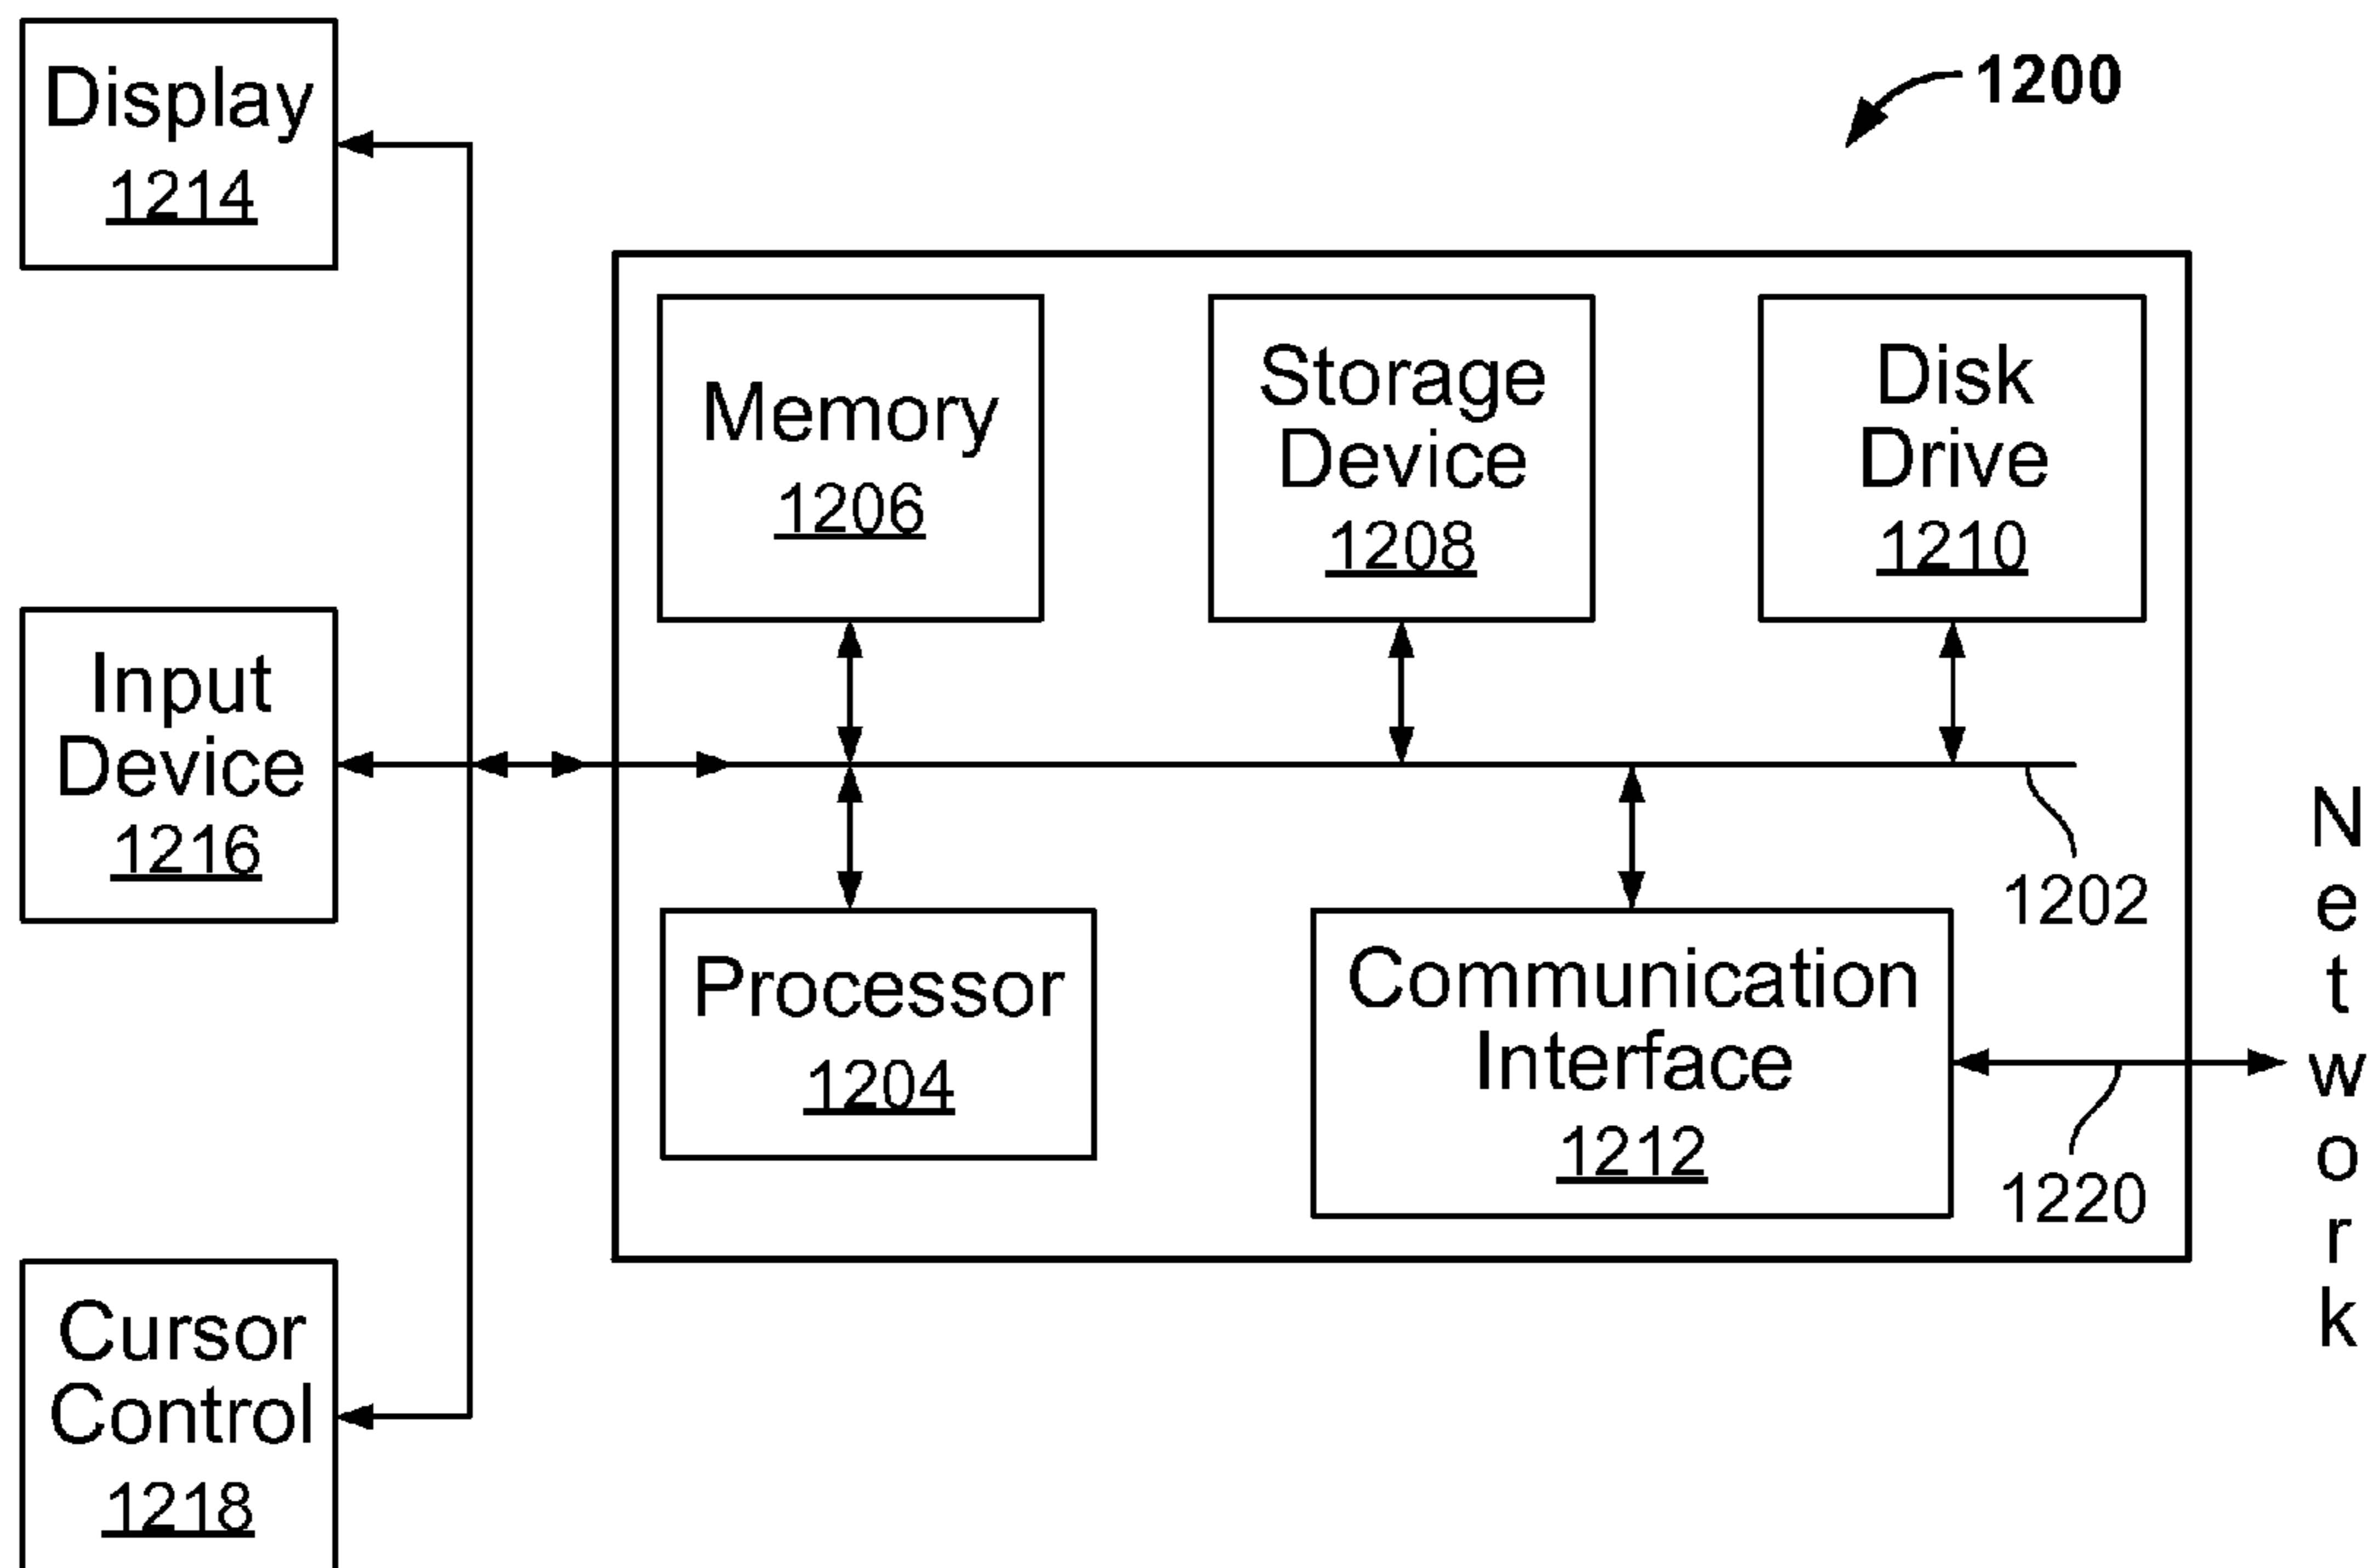 Display
1214
1200
Memory
1206
Storage
Device
1208
Disk
Drive
1210
Input
Device
1216
Processor
1204
Communication
Interface
1212
1202
1220
Network
Cursor
Control
1218